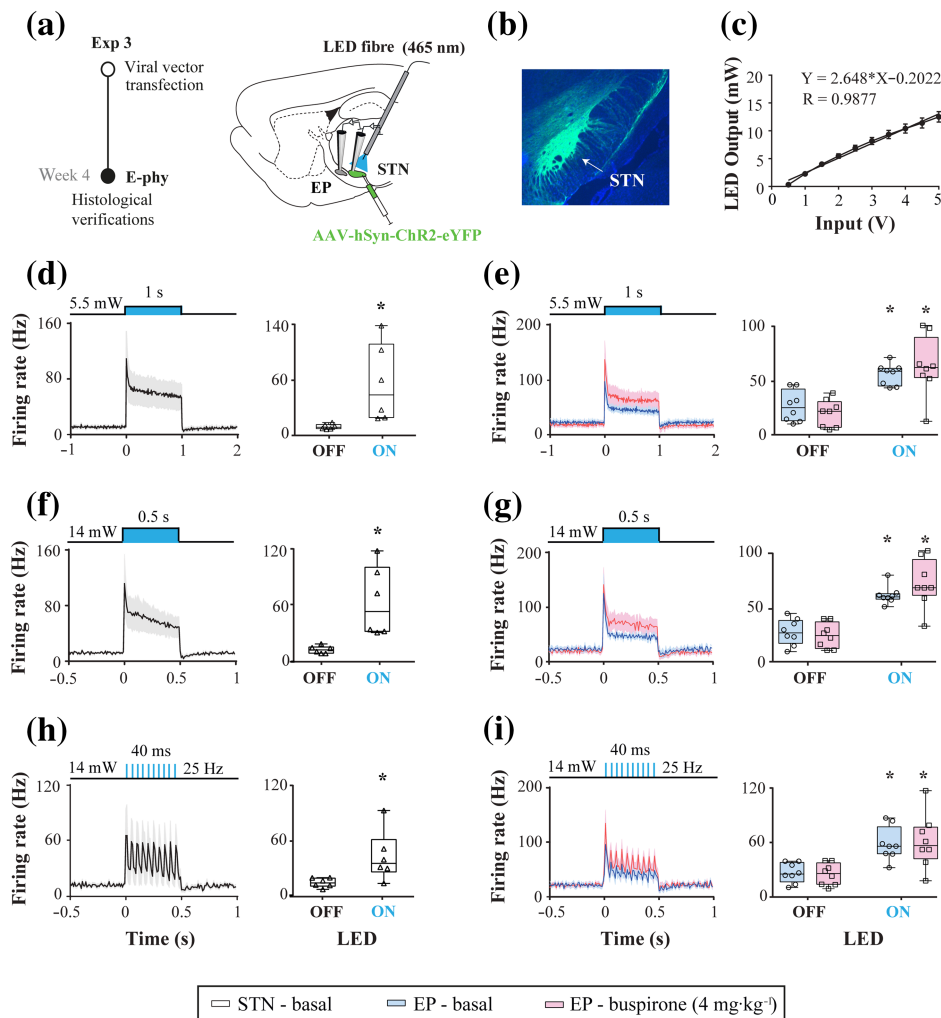 (a)
Exp 3
Viral vector
transfection
Week 4
E-phy
Histological
verifications
LED fibre (465 nm)
EP
STN
AAV-hSyn-ChR2-eYFP
(b)
STN
(c)
LED Output (mW)
20
15
10
5
0
Y = 2.648*X−0.2022
R = 0.9877
0 1 2 3 4 5
Input (V)
(d)
5.5 mW
1 s
Firing rate (Hz)
160
80
0
−1 0 1 2
150
100
50
0
*
OFF ON
(e)
5.5 mW
1 s
Firing rate (Hz)
200
100
0
−1 0 1 2
100
50
0
* *
OFF ON
(f)
14 mW
0.5 s
Firing rate (Hz)
160
80
0
−0.5 0 0.5 1
120
60
0
*
OFF ON
(g)
14 mW
0.5 s
Firing rate (Hz)
200
100
0
−0.5 0 0.5 1
100
50
0
* *
OFF ON
(h)
40 ms
14 mW
25 Hz
Firing rate (Hz)
120
60
0
−0.5 0 0.5 1
Time (s)
120
60
0
*
OFF ON
LED
(i)
40 ms
14 mW
25 Hz
Firing rate (Hz)
200
100
0
−0.5 0 0.5 1
Time (s)
120
60
0
* *
OFF ON
LED
STN - basal EP - basal EP - buspirone (4 mg·kg⁻¹)